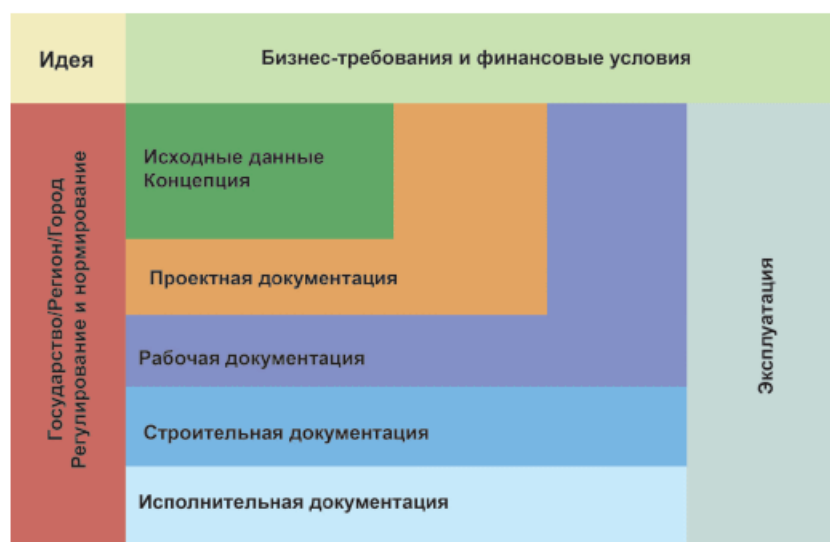 Идея
Бизнес-требования и финансовые условия
Государство/Регион/Город
Регулирование и нормирование
Исходные данные
Концепция
Проектная документация
Рабочая документация
Строительная документация
Исполнительная документация
Эксплуатация